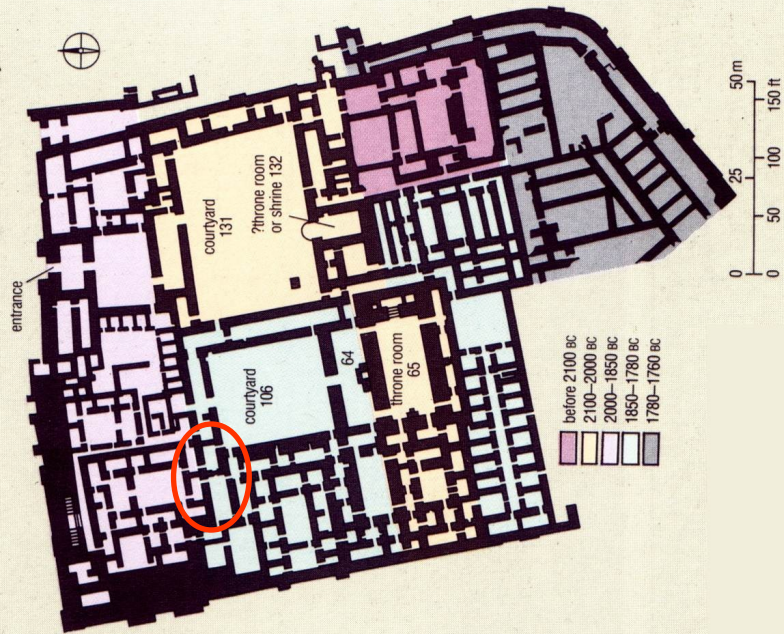 entrance
courtyard
131
?throne room
or shrine 132
courtyard
106
64
throne room
65
before 2100 BC
2100–2000 BC
2000–1850 BC
1850–1780 BC
1780–1760 BC
0
25
50 m
0
50
100
150 ft